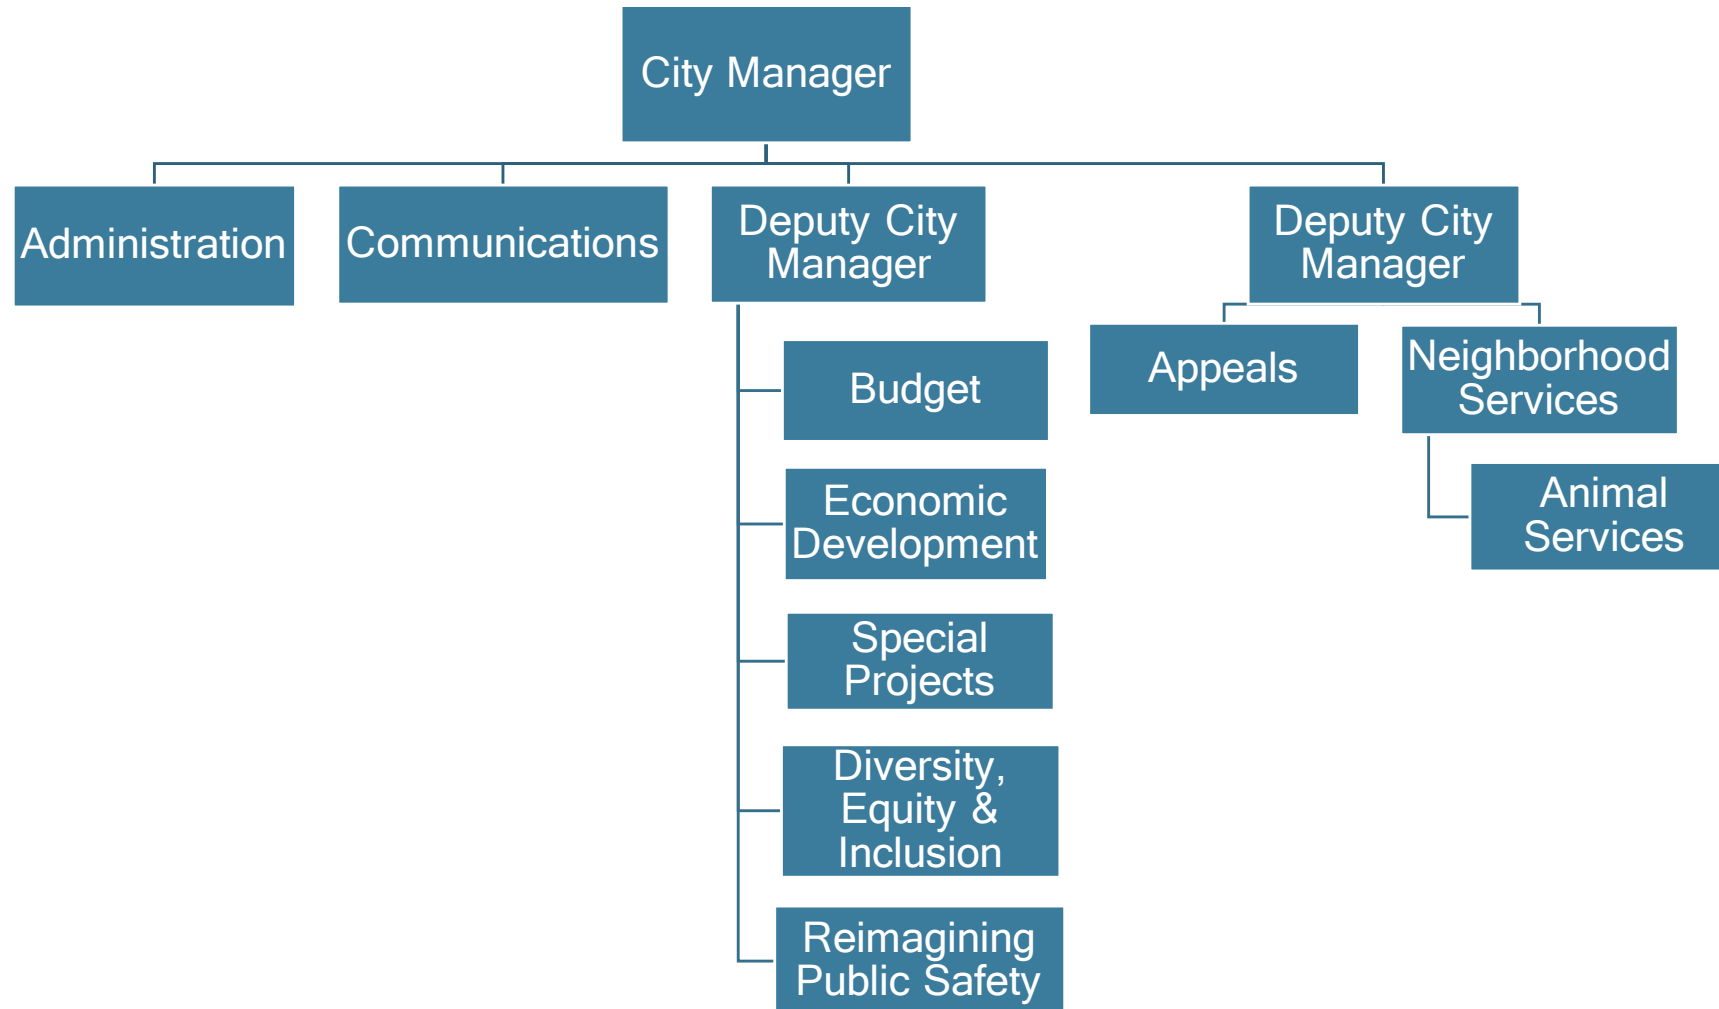 City Manager
Administration
Communications
Deputy City
Manager
Deputy City
Manager
Budget
Economic
Development
Special
Projects
Diversity,
Equity &
Inclusion
Reimagining
Public Safety
Appeals
Neighborhood
Services
Animal
Services